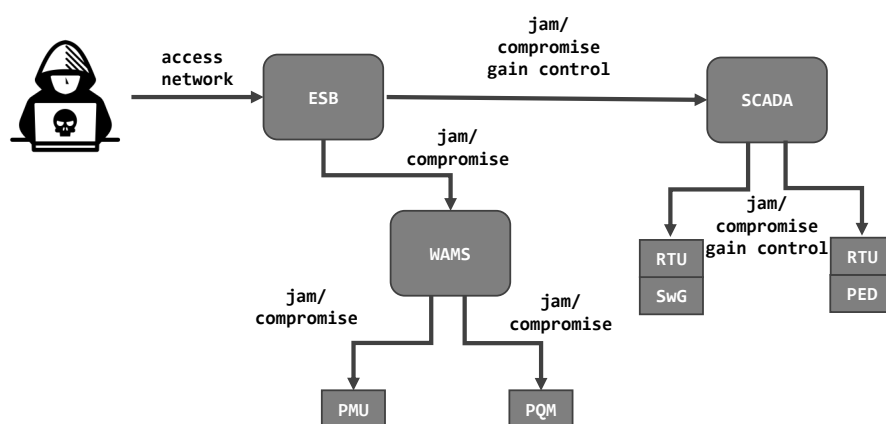 access
network
ESB
jam/
compromise
gain control
SCADA
jam/
compromise
WAMS
jam/
compromise
gain control
RTU
SwG
RTU
PED
jam/
compromise
jam/
compromise
PMU
PQM